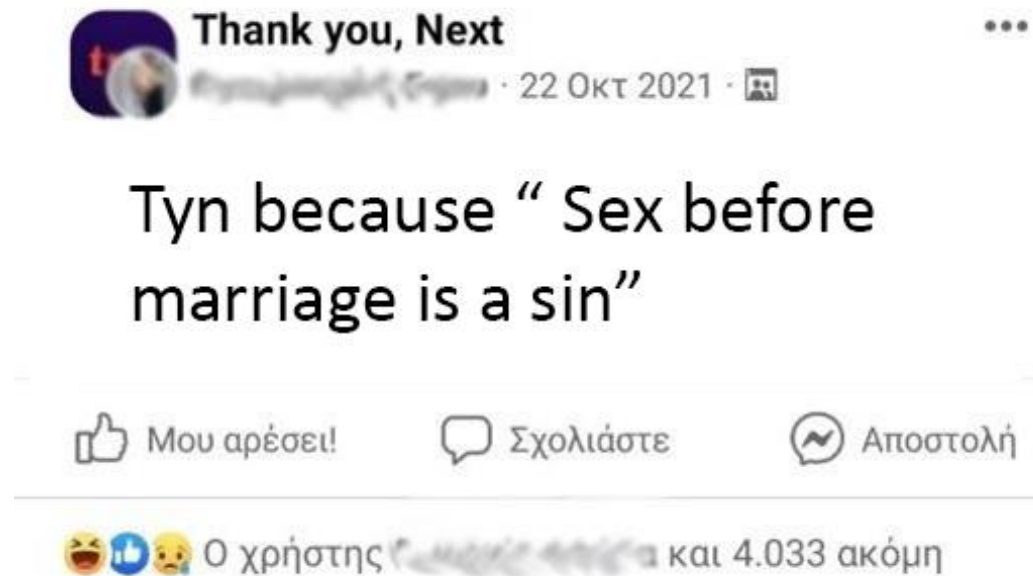 Thank you, Next
· 22 Οκτ 2021 ·
Tyn because “ Sex before
marriage is a sin”
Μου αρέσει! Σχολιάστε Αποστολή
Ο χρήστης και 4.033 ακόμη